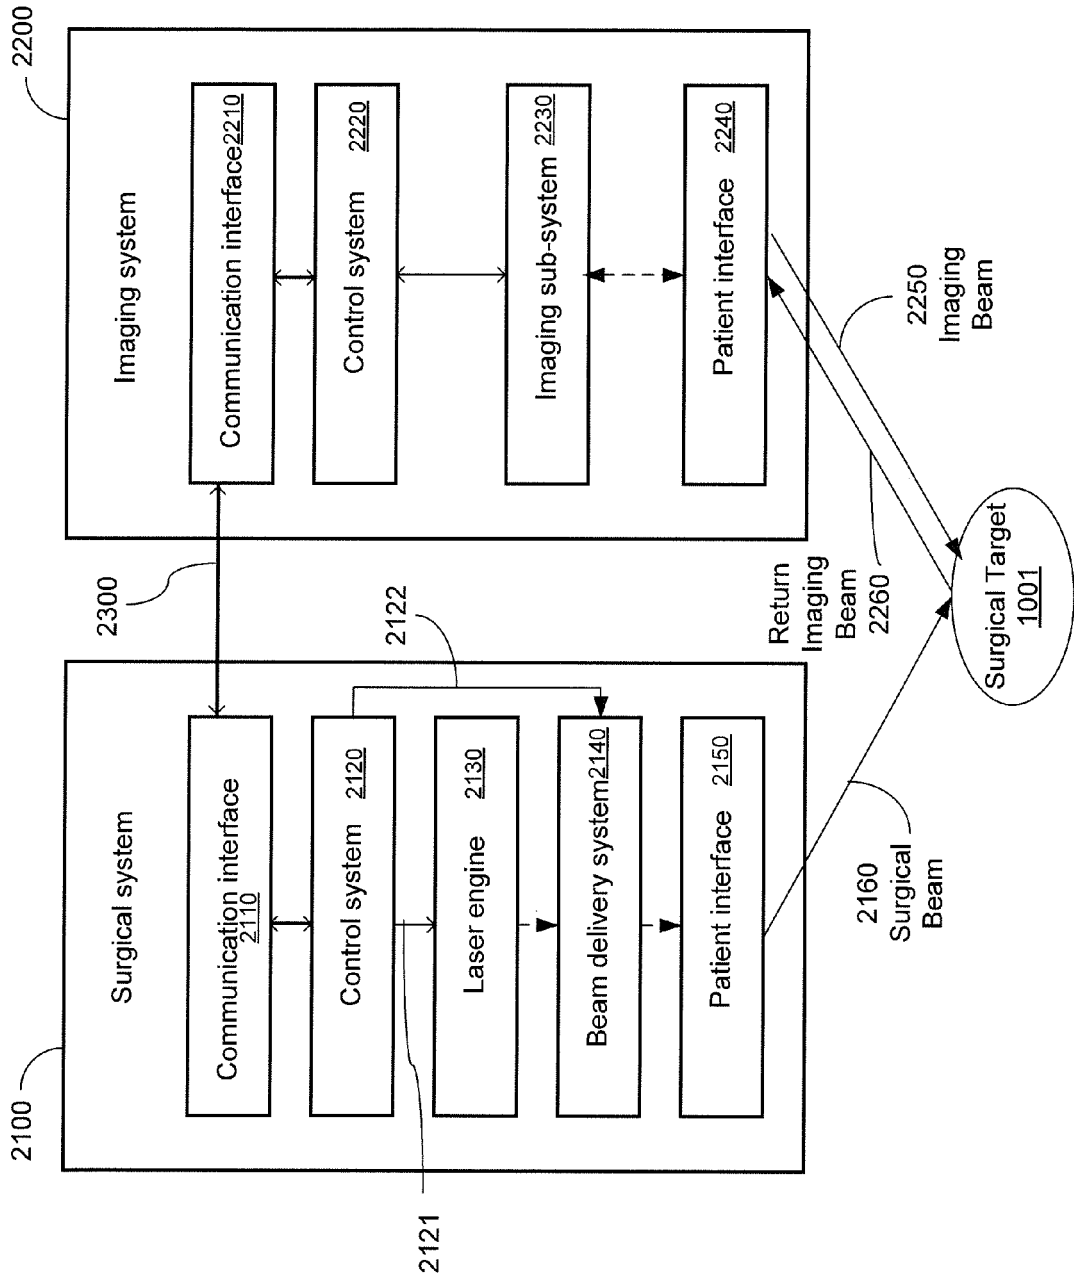 2100
Surgical system
Communication interface
2110
Control system 2120
2121
2122
Laser engine 2130
Beam delivery system2140
Patient interface 2150
2160
Surgical
Beam
2300
2200
Imaging system
Communication interface2210
Control system 2220
Imaging sub-system 2230
Patient interface 2240
Return
Imaging
Beam
2260
2250
Imaging
Beam
Surgical Target
1001